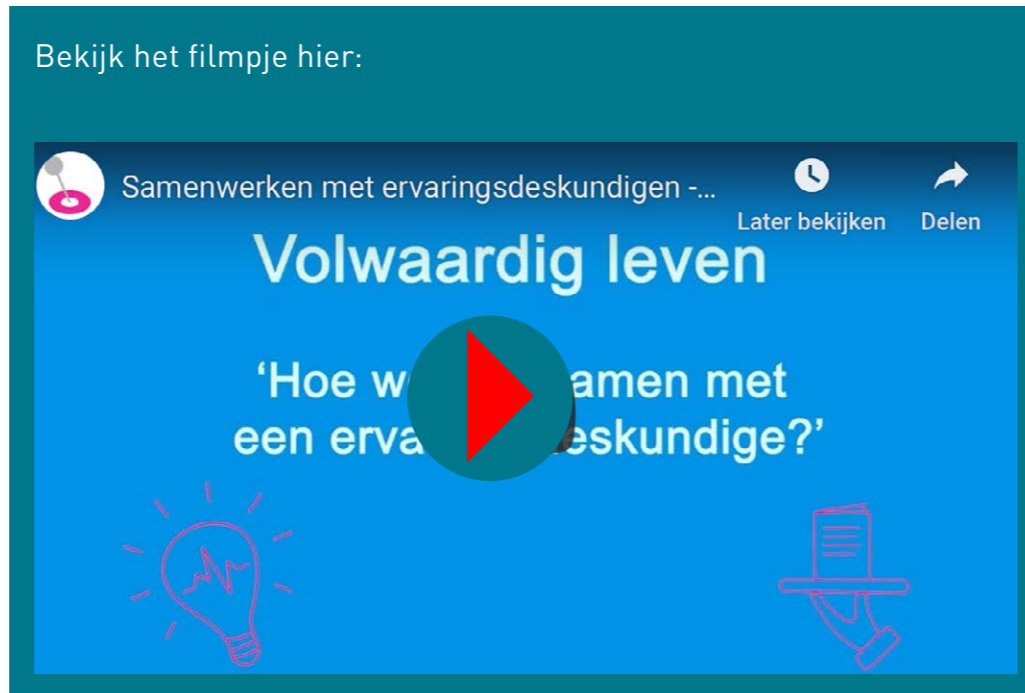 Bekijk het filmpje hier:
Samenwerken met ervaringsdeskundigen -...
Later bekijken
Delen
Volwaardig leven
‘Hoe w amen met
een erva eskundige?’